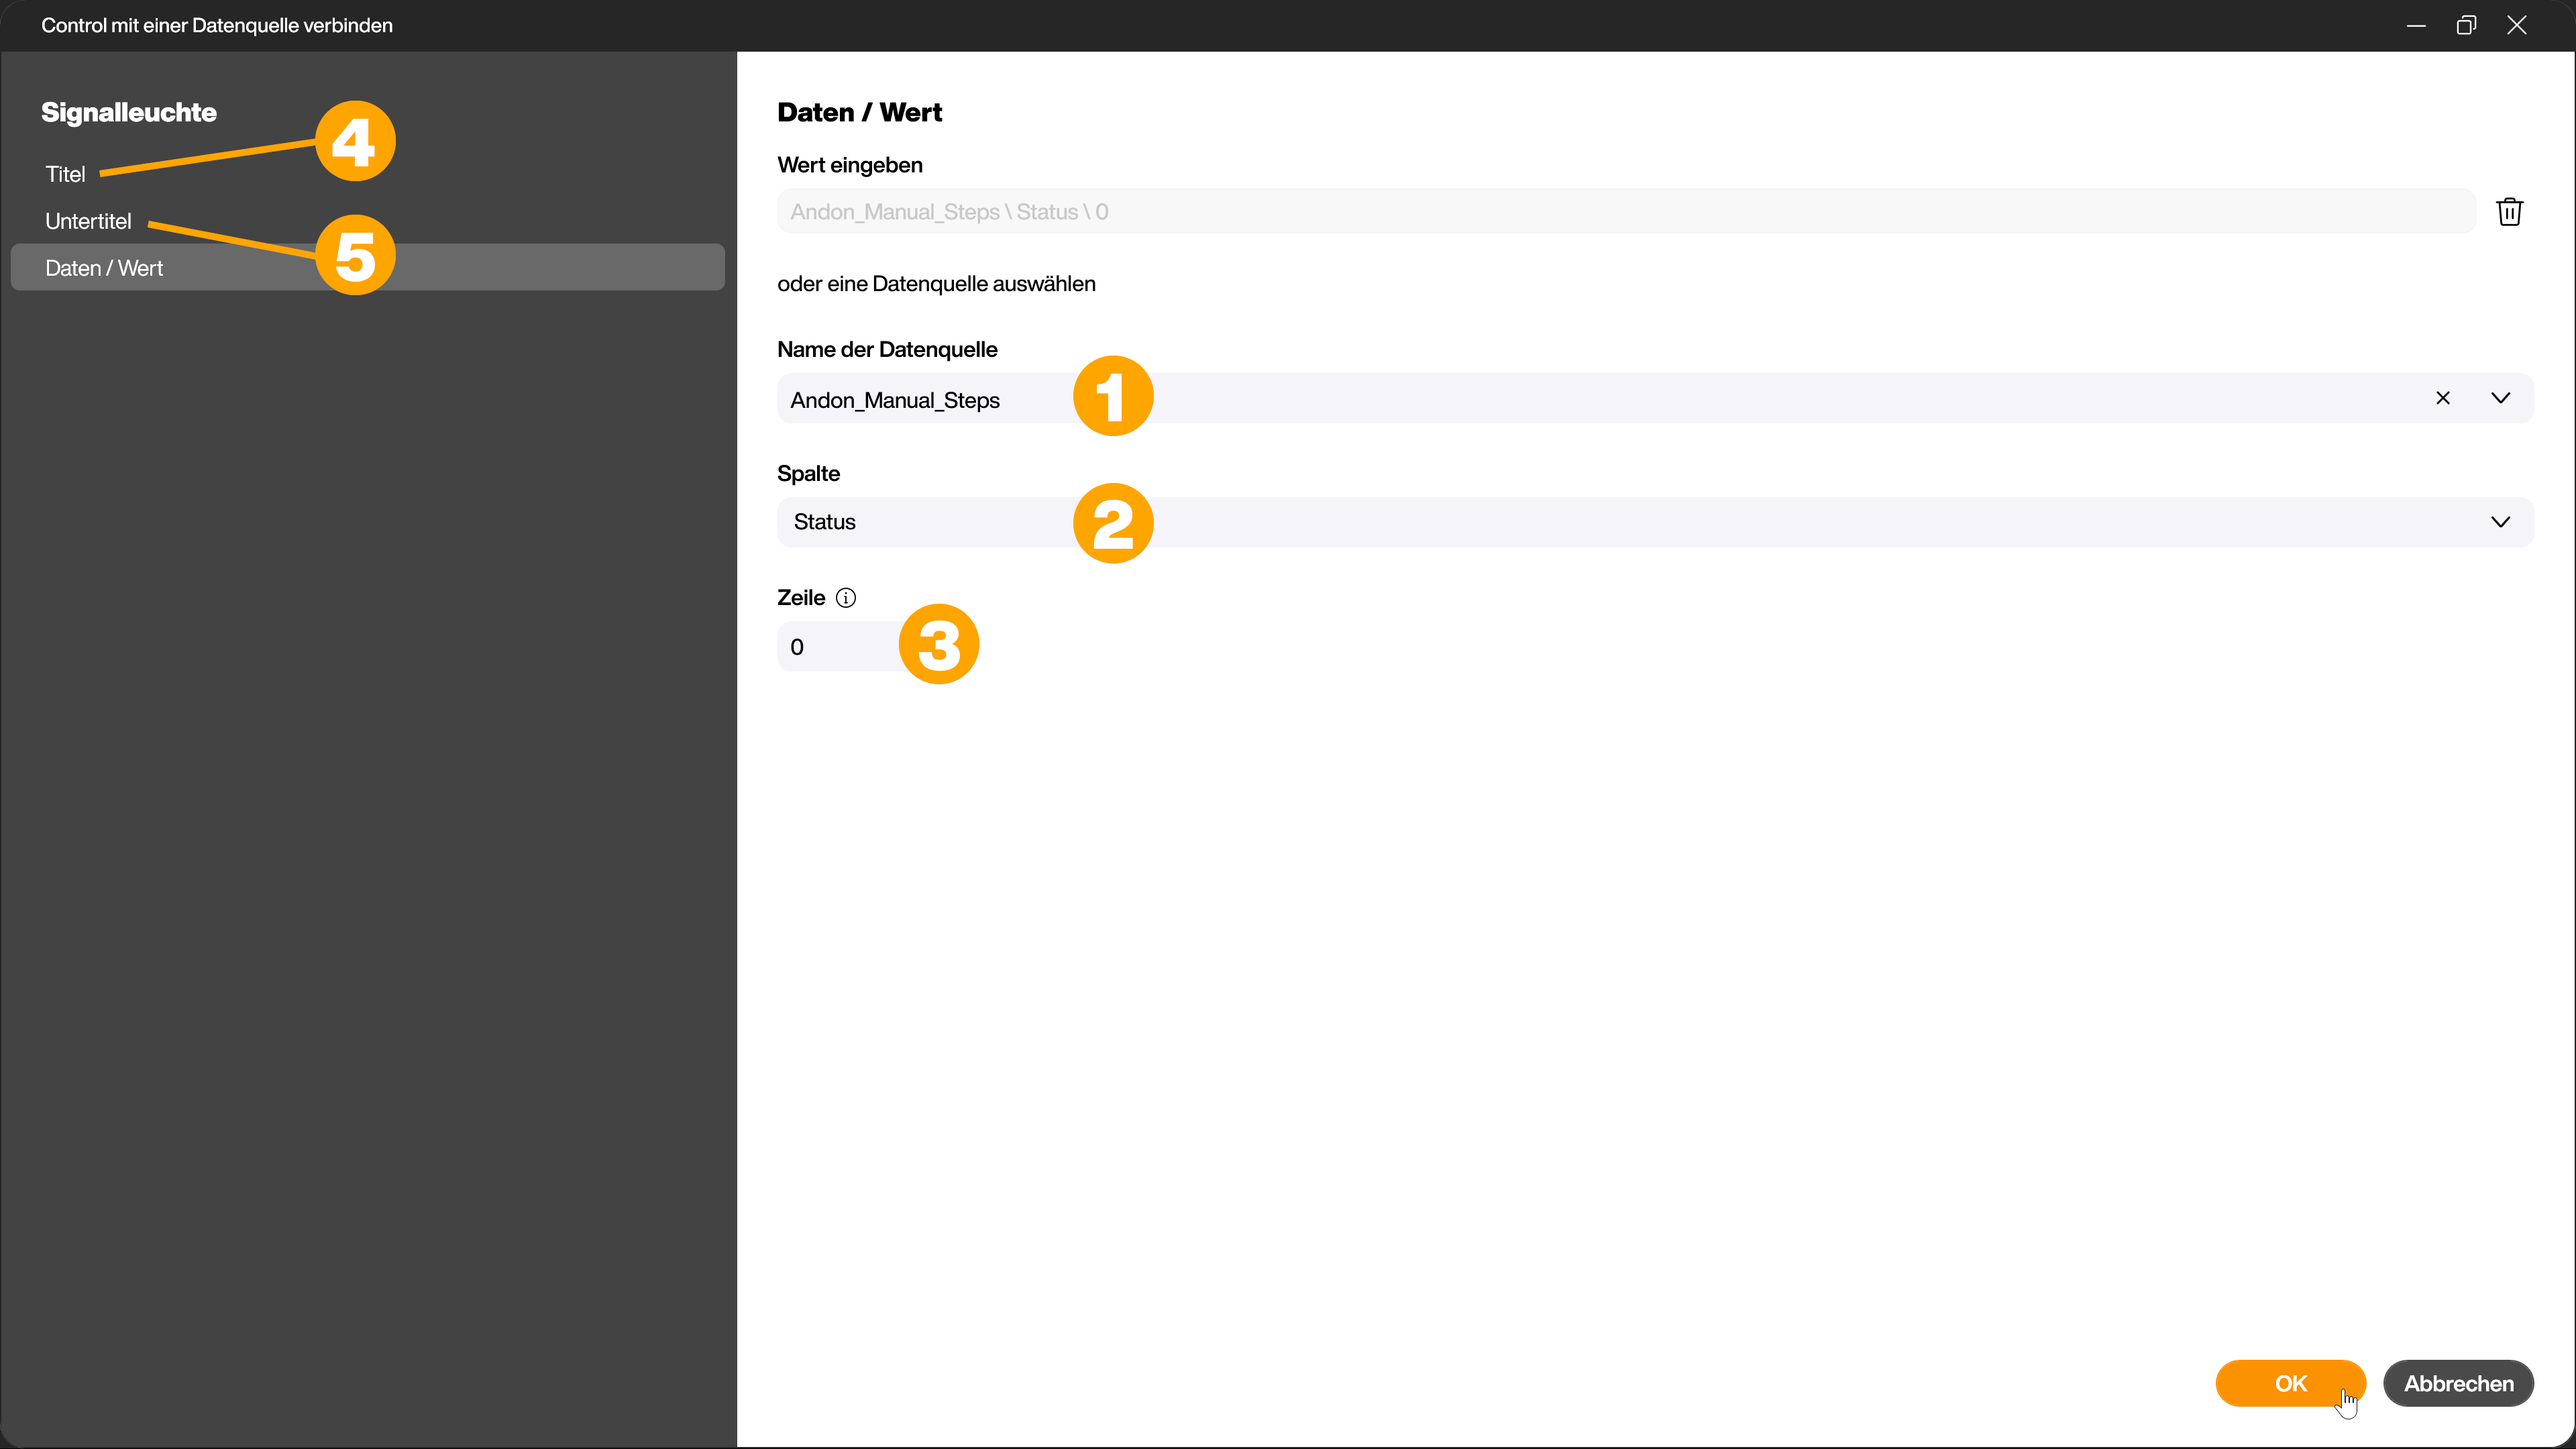 Control mit einer Datenquelle verbinden
Signalleuchte
4
Titel
Untertitel
5
Daten / Wert
Daten / Wert
Wert eingeben
Andon_Manual_Steps \ Status \ 0
oder eine Datenquelle auswählen
Name der Datenquelle
Andon_Manual_Steps
1
Spalte
Status
2
Zeile
0
3
OK
Abbrechen